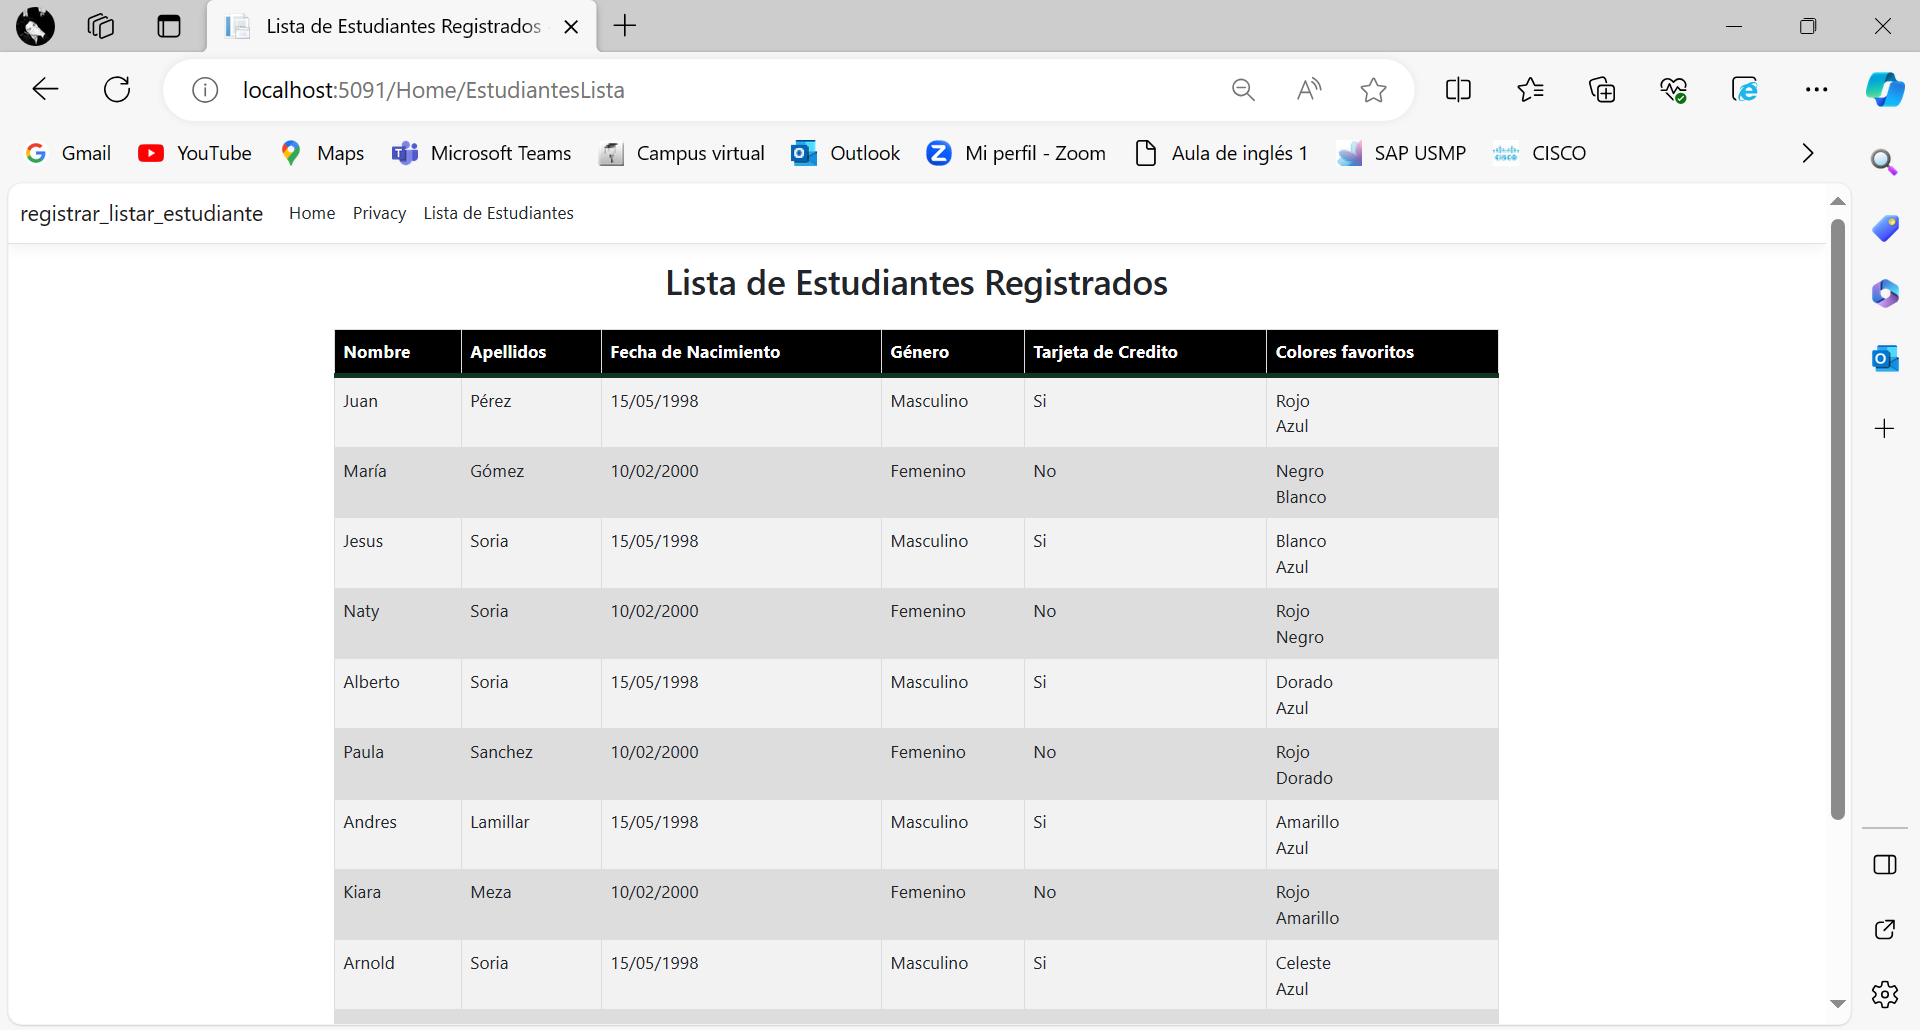 Lista de Estudiantes Registrados
localhost:5091/Home/EstudiantesLista
Gmail YouTube Maps Microsoft Teams Campus virtual Outlook Mi perfil - Zoom Aula de inglés 1 SAP USMP CISCO
registrar_listar_estudiante Home Privacy Lista de Estudiantes
Lista de Estudiantes Registrados
Nombre Apellidos Fecha de Nacimiento Género Tarjeta de Credito Colores favoritos
Juan Pérez 15/05/1998 Masculino Si Rojo
Azul
María Gómez 10/02/2000 Femenino No Negro
Blanco
Jesus Soria 15/05/1998 Masculino Si Blanco
Azul
Naty Soria 10/02/2000 Femenino No Rojo
Negro
Alberto Soria 15/05/1998 Masculino Si Dorado
Azul
Paula Sanchez 10/02/2000 Femenino No Rojo
Dorado
Andres Lamillar 15/05/1998 Masculino Si Amarillo
Azul
Kiara Meza 10/02/2000 Femenino No Rojo
Amarillo
Arnold Soria 15/05/1998 Masculino Si Celeste
Azul